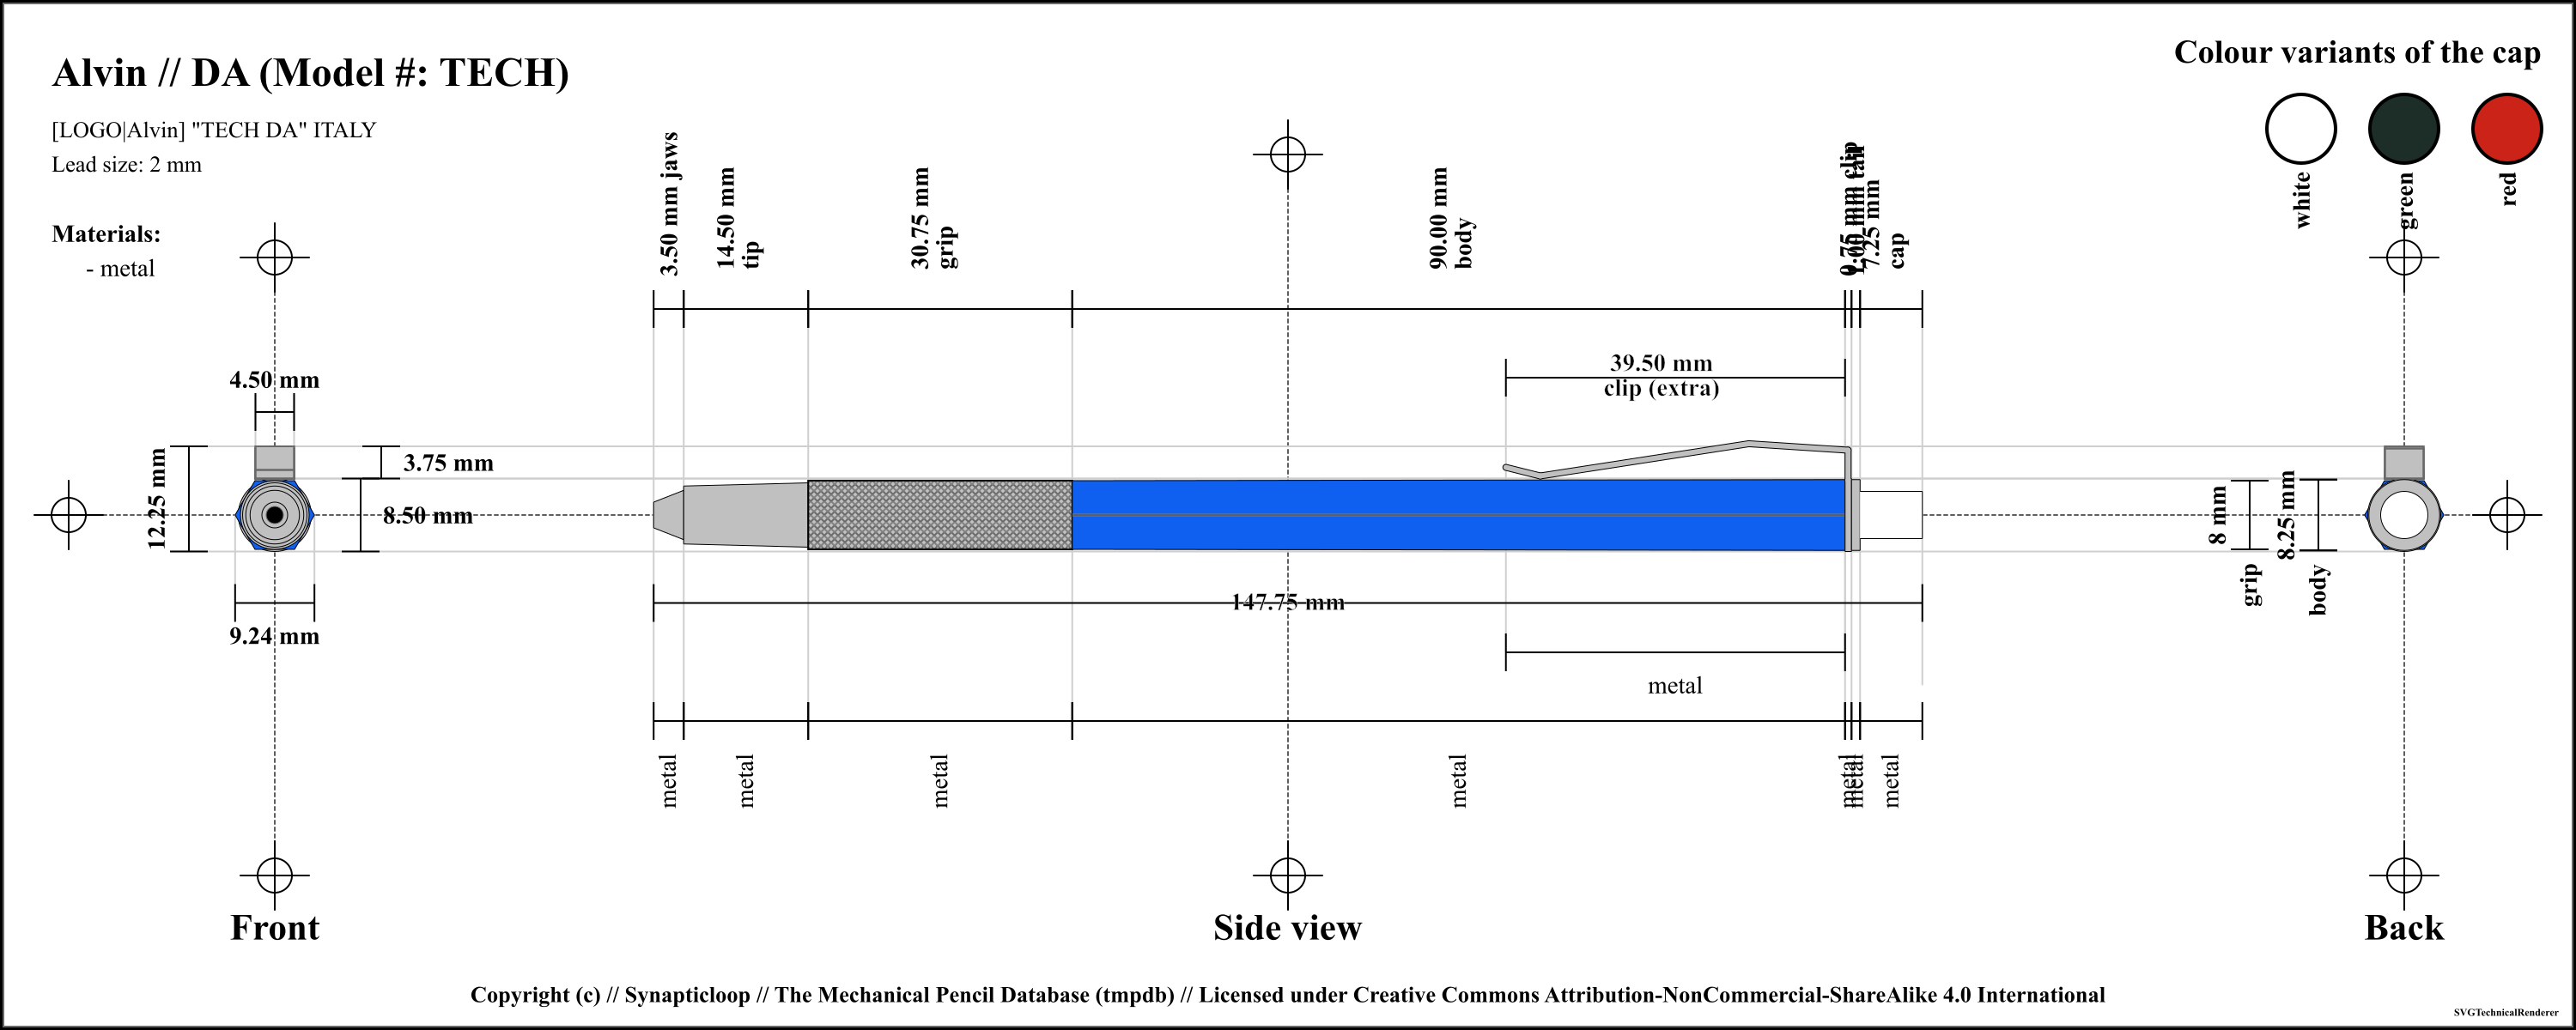 Alvin // DA (Model #: TECH)
Colour variants of the cap
[LOGO|Alvin] "TECH DA" ITALY
Lead size: 2 mm
Materials:
- metal
white
green
red
3.50 mm jaws
14.50 mm
tip
30.75 mm
grip
90.00 mm
body
0.75 mm clip
1.00 mm tail
7.25 mm
cap
39.50 mm
clip (extra)
4.50 mm
12.25 mm
3.75 mm
8.50 mm
9.24 mm
8 mm
grip
8.25 mm
body
147.75 mm
metal
metal
metal
metal
metal
metal
metal
metal
Front
Side view
Back
Copyright (c) // Synapticloop // The Mechanical Pencil Database (tmpdb) // Licensed under Creative Commons Attribution-NonCommercial-ShareAlike 4.0 International
SVGTechnicalRenderer